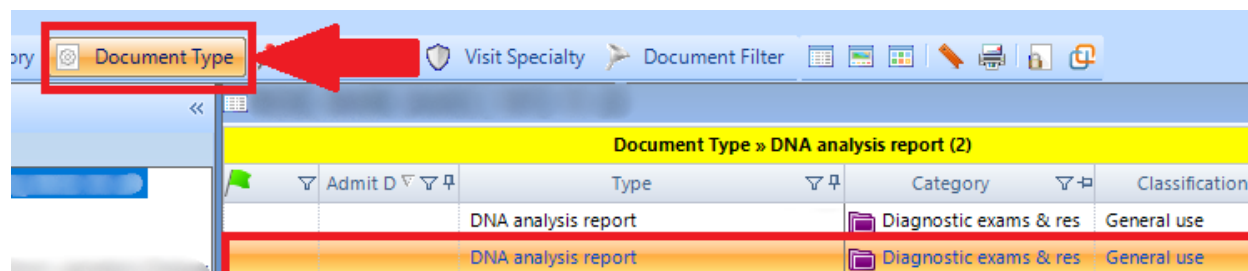 ory Document Type Visit Specialty Document Filter
«
Document Type » DNA analysis report (2)
Admit D Type Category Classification
DNA analysis report Diagnostic exams & res General use
DNA analysis report Diagnostic exams & res General use